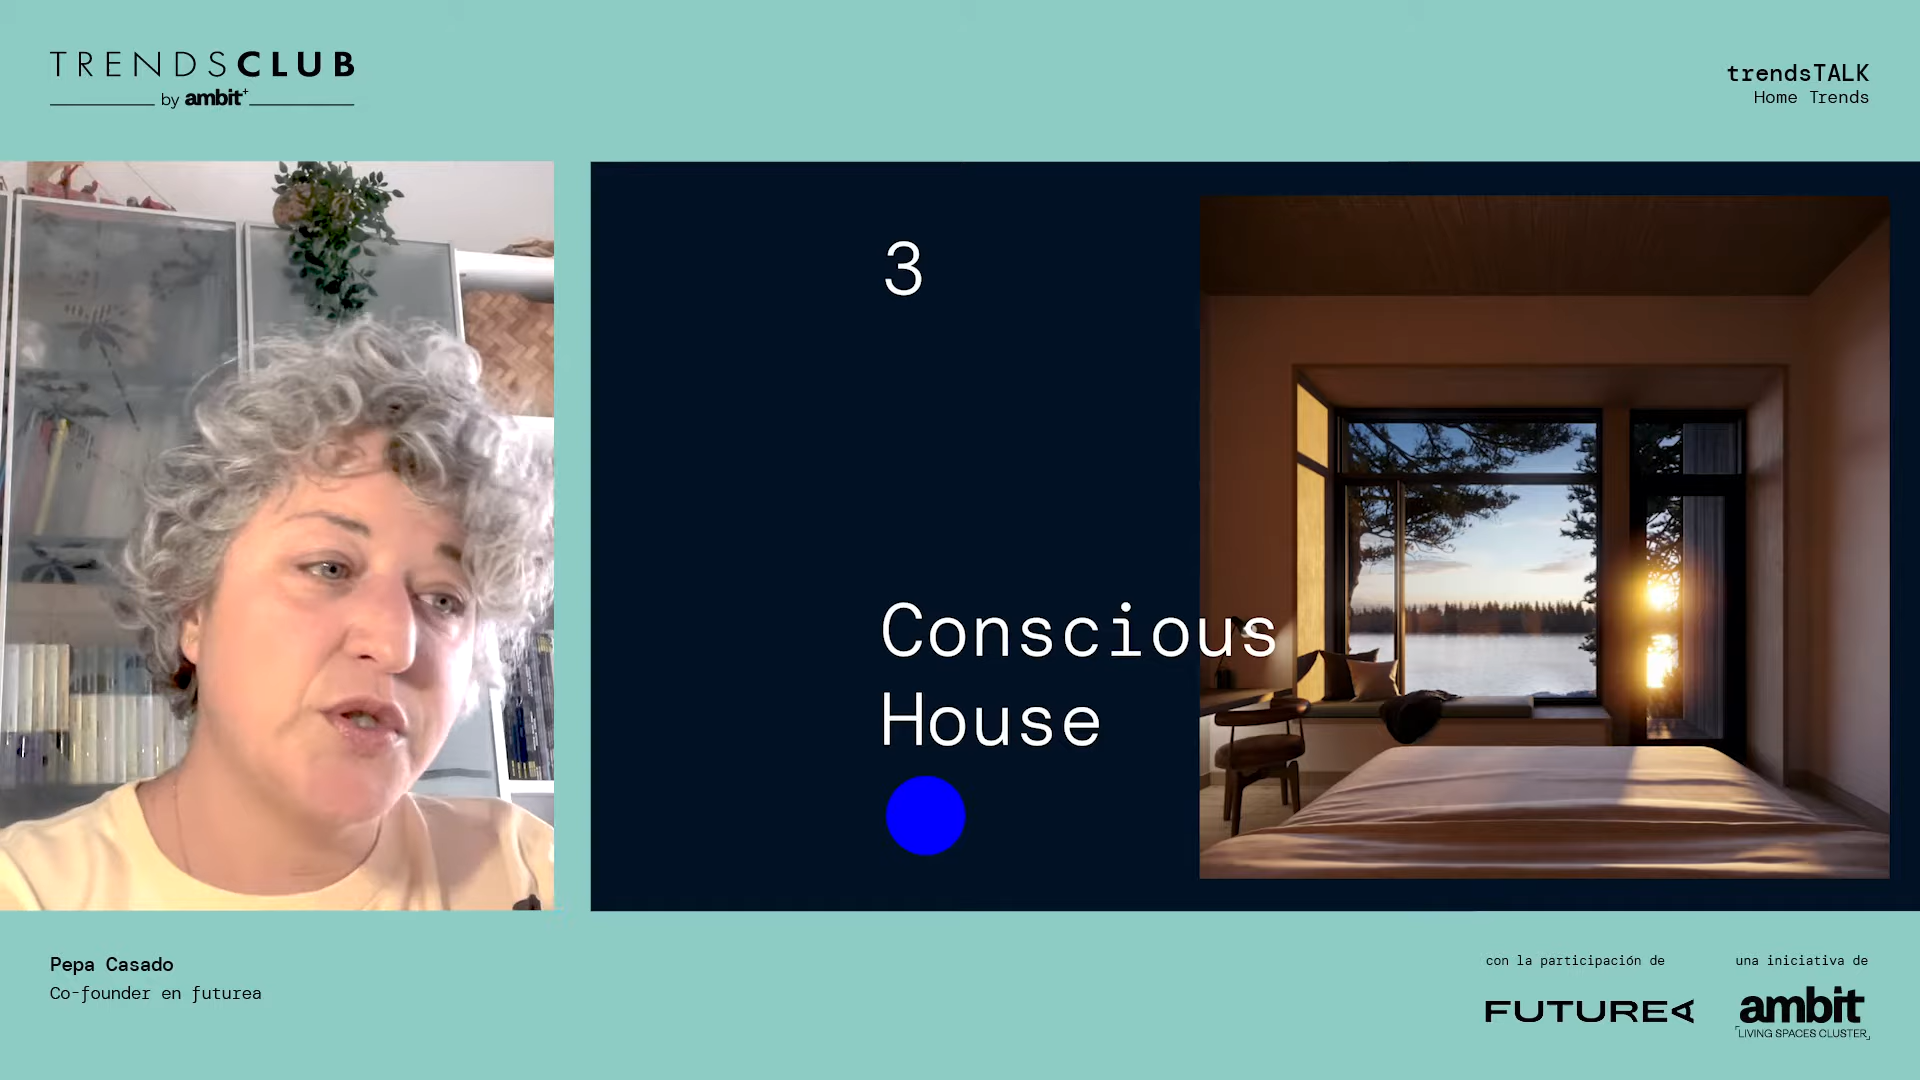 TRENDSCLUB
by ambit+
trendsTALK
Home Trends
3
Conscious
House
Pepa Casado
Co-founder en futurea
con la participación de
FUTUREA
una iniciativa de
ambit
LIVING SPACES CLUSTER